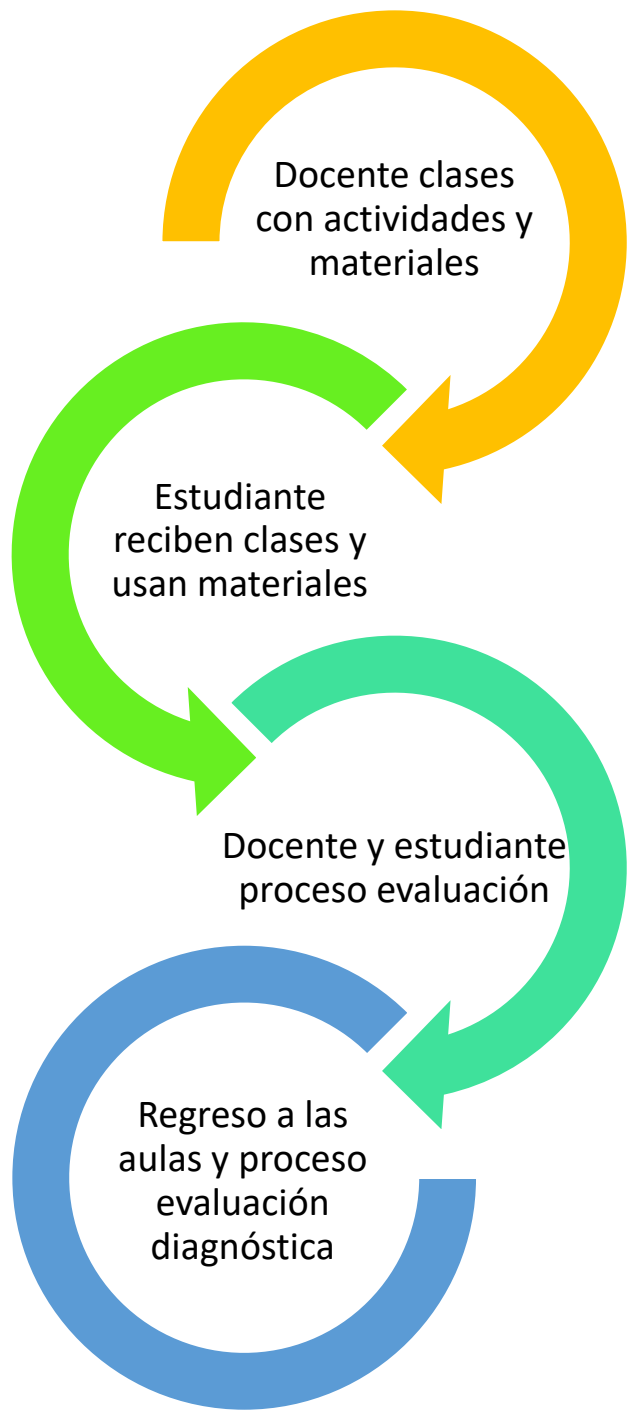 Docente clases
con actividades y
materiales
Estudiante
reciben clases y
usan materiales
Docente y estudiante
proceso evaluación
Regreso a las
aulas y proceso
evaluación
diagnóstica